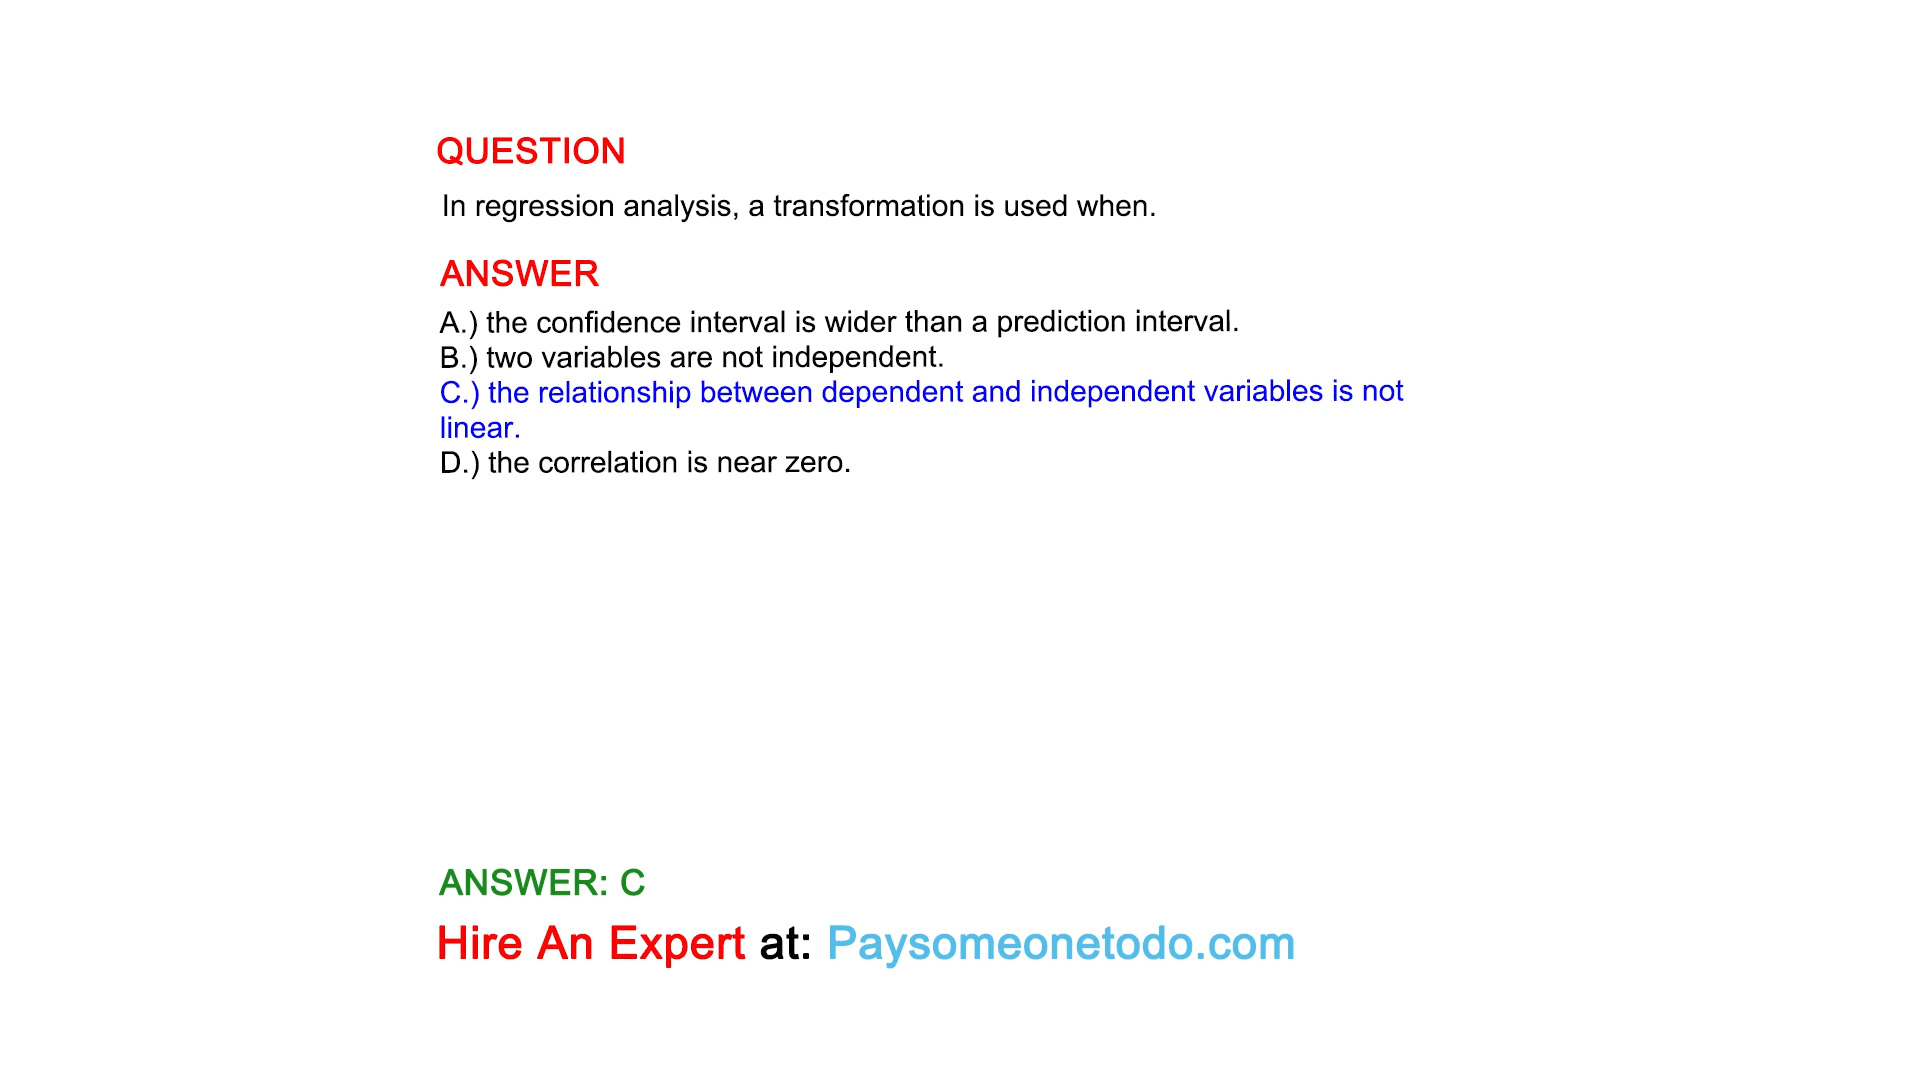 QUESTION
In regression analysis, a transformation is used when.
ANSWER
A.) the confidence interval is wider than a prediction interval.
B.) two variables are not independent.
C.) the relationship between dependent and independent variables is not
linear.
D.) the correlation is near zero.
ANSWER: C
Hire An Expert at: Paysomeonetodo.com